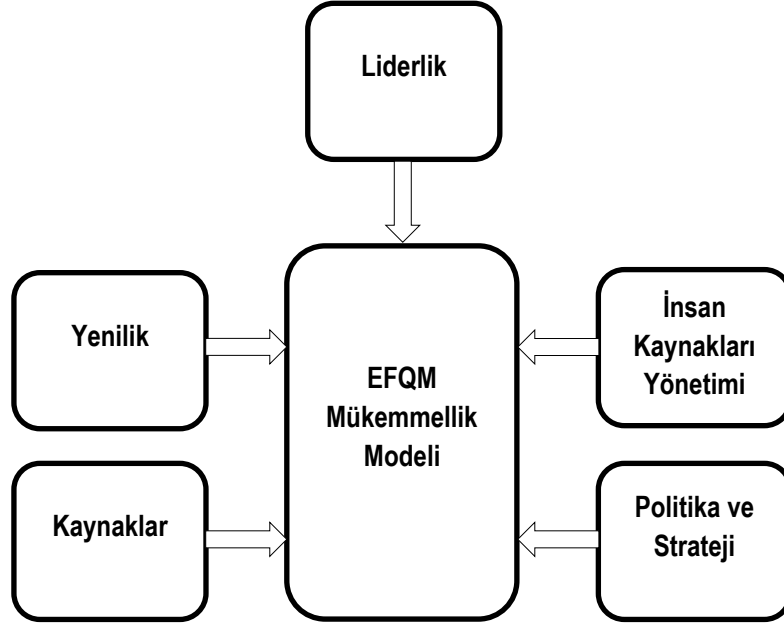 Liderlik
Yenilik
EFQM
Mükemmellik
Modeli
İnsan
Kaynakları
Yönetimi
Kaynaklar
Politika ve
Strateji